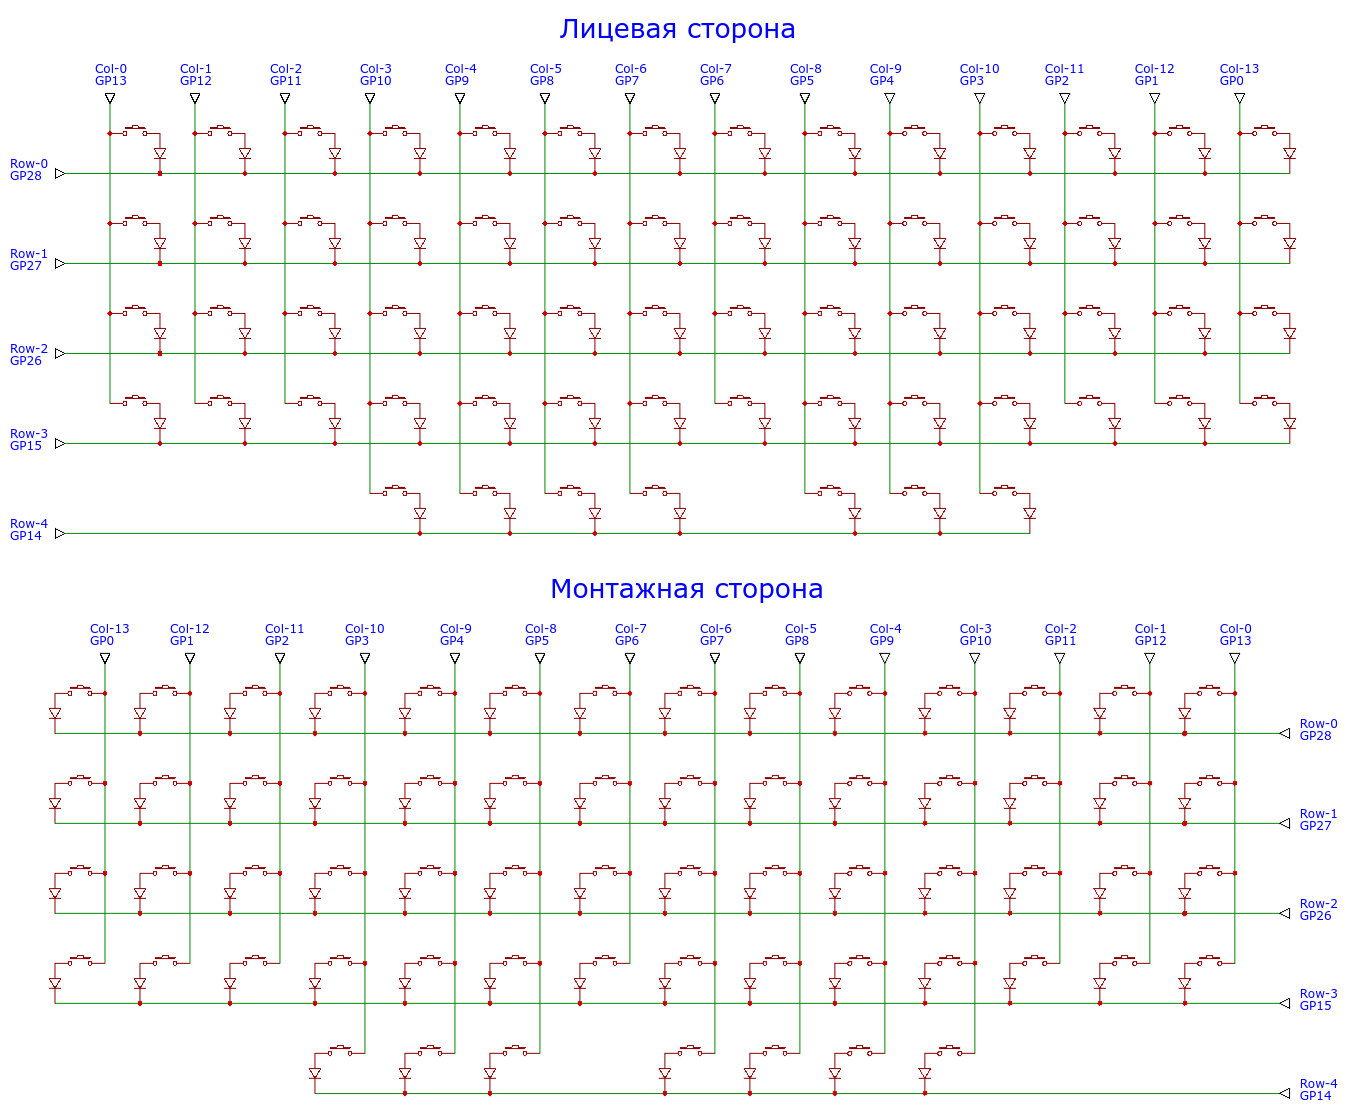 Лицевая сторона
Col-0 Col-1 Col-2 Col-3 Col-4 Col-5 Col-6 Col-7 Col-8 Col-9 Col-10 Col-11 Col-12 Col-13
GP13 GP12 GP11 GP10 GP9 GP8 GP7 GP6 GP5 GP4 GP3 GP2 GP1 GP0
Row-0
GP28
Row-1
GP27
Row-2
GP26
Row-3
GP15
Row-4
GP14
Монтажная сторона
Col-13 Col-12 Col-11 Col-10 Col-9 Col-8 Col-7 Col-6 Col-5 Col-4 Col-3 Col-2 Col-1 Col-0
GP0 GP1 GP2 GP3 GP4 GP5 GP6 GP7 GP8 GP9 GP10 GP11 GP12 GP13
Row-0
GP28
Row-1
GP27
Row-2
GP26
Row-3
GP15
Row-4
GP14